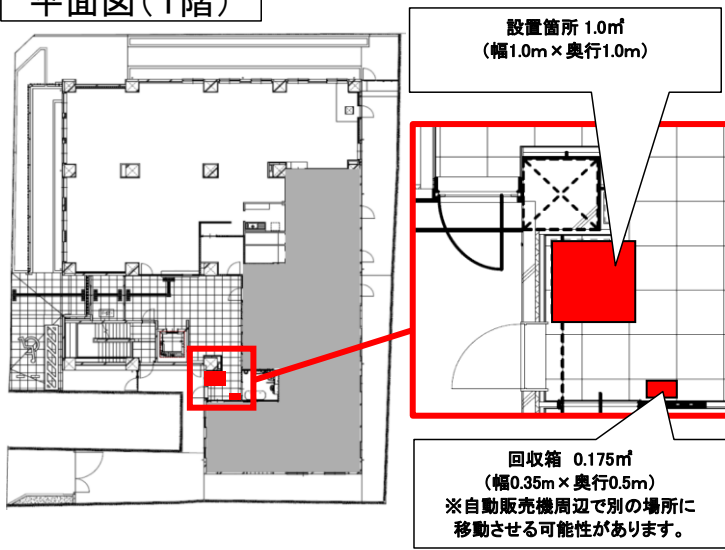 平面図(1階)
設置箇所 1.0㎡
（幅1.0m×奥行1.0m）
回収箱 0.175㎡
（幅0.35m×奥行0.5m）
※自動販売機周辺で別の場所に
移動させる可能性があります。